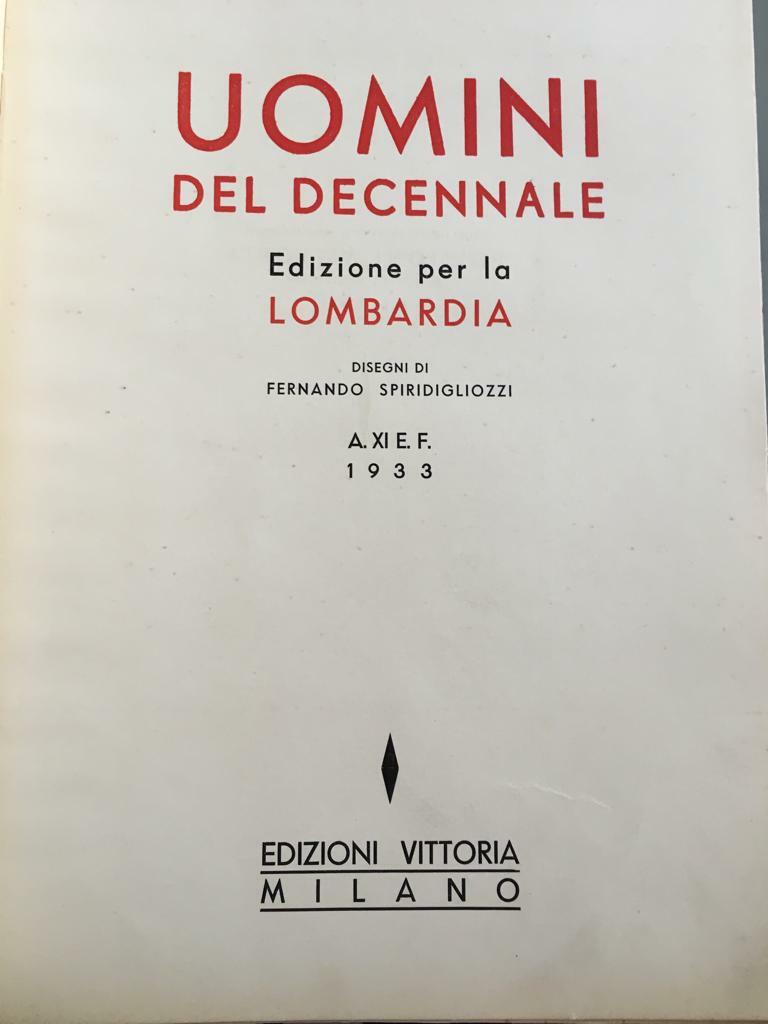 UOMINI
DEL DECENNALE
Edizione per la
LOMBARDIA
DISEGNI DI
FERNANDO SPIRIDIGLIOZZI
A. XI E. F.
1933
EDIZIONI VITTORIA
MILANO